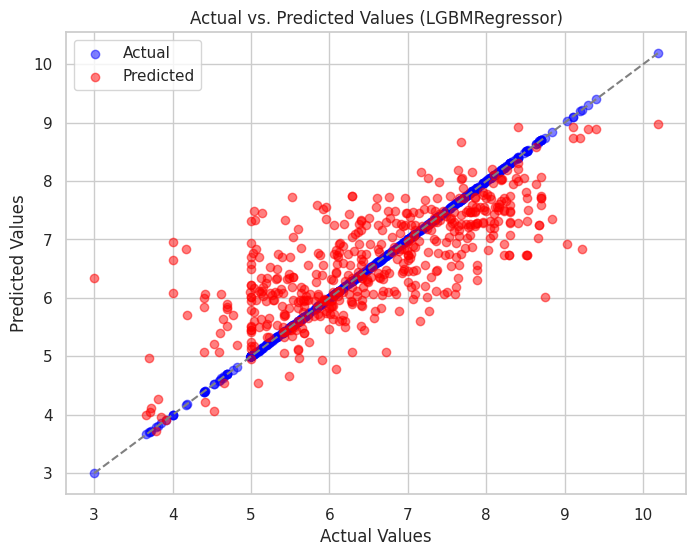 Actual vs. Predicted Values (LGBMRegressor)
Actual
Predicted
Predicted Values
10
9
8
7
6
5
4
3
3 4 5 6 7 8 9 10
Actual Values